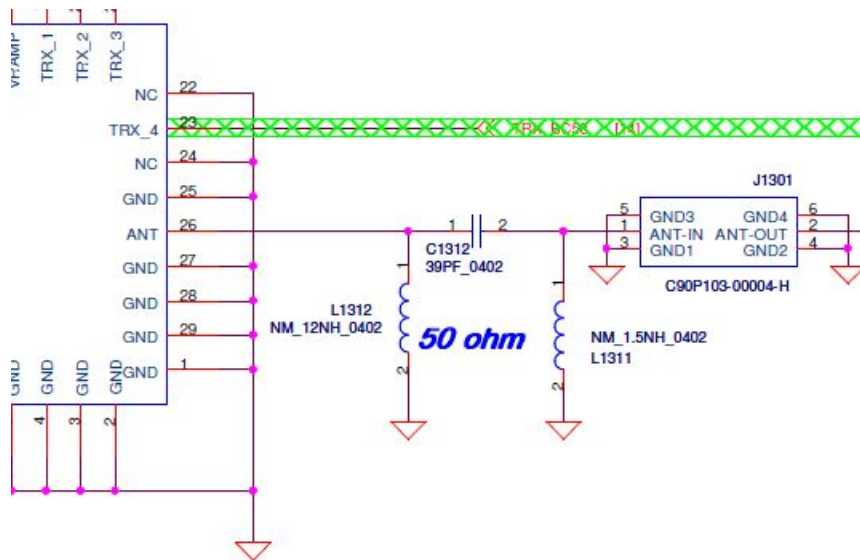 VRAMP
TRX_1
TRX_2
TRX_3
NC 22
TRX_4 23
NC 24
GND 25
ANT 26
GND 27
GND 28
GND 29
GND 1
GND
GND 4
GND 3
GND 2
J1301
5 GND3 GND4 6
1 ANT-IN ANT-OUT 2
3 GND1 GND2 4
C90P103-00004-H
1 2
C1312
39PF_0402
1
L1312
NM_12NH_0402
2
50 ohm
1
NM_1.5NH_0402
L1311
2